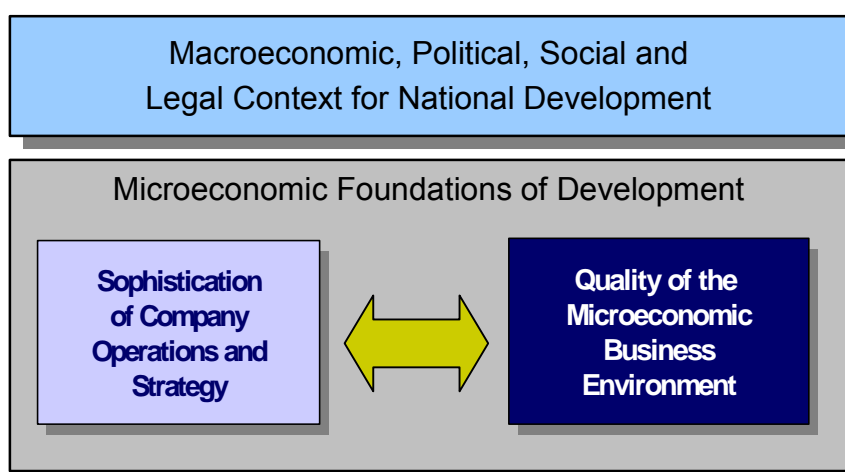 Macroeconomic, Political, Social and
Legal Context for National Development
Microeconomic Foundations of Development
Sophistication
of Company
Operations and
Strategy
Quality of the
Microeconomic
Business
Environment